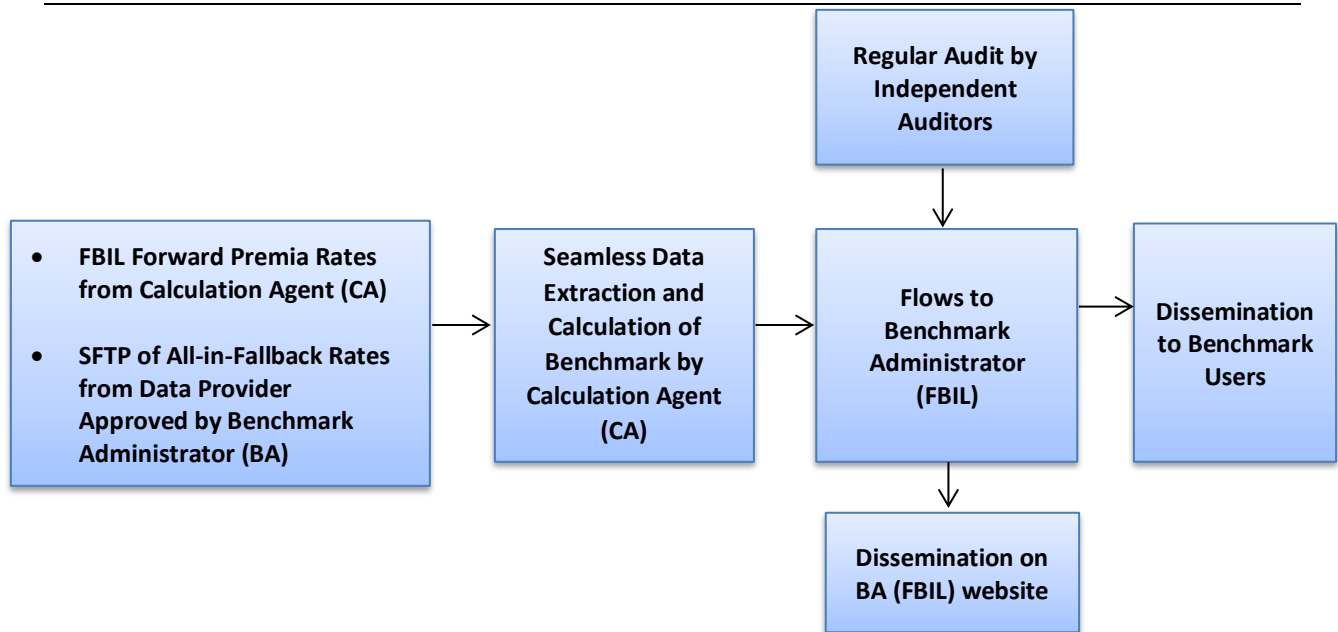 Regular Audit by
Independent
Auditors
• FBIL Forward Premia Rates
from Calculation Agent (CA)
• SFTP of All-in-Fallback Rates
from Data Provider
Approved by Benchmark
Administrator (BA)
Seamless Data
Extraction and
Calculation of
Benchmark by
Calculation Agent
(CA)
Flows to
Benchmark
Administrator
(FBIL)
Dissemination
to Benchmark
Users
Dissemination on
BA (FBIL) website